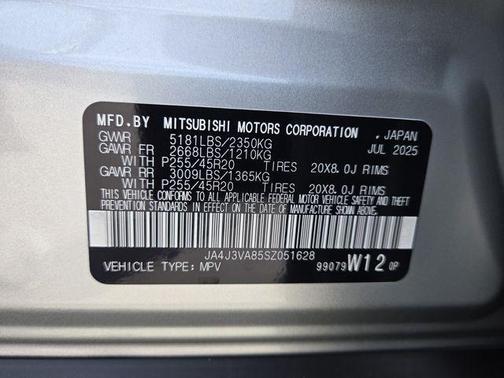 MFD.BY MITSUBISHI MOTORS CORPORATION . JAPAN
GVWR 5181LBS/2350KG JUL 2025
GAWR FR 2668LBS/1210KG
WITH P255/45R20 TIRES 20X8.0J RIMS
GAWR RR 3009LBS/1365KG
WITH P255/45R20 TIRES 20X8.0J RIMS
THIS VEHICLE CONFORMS TO ALL APPLICABLE FEDERAL MOTOR VEHICLE
SAFETY, BUMPER, AND THEFT PREVENTION STANDARDS IN EFFECT
ON THE DATE OF MANUFACTURE SHOWN ABOVE.
JA4J3VA85SZ051628
VEHICLE TYPE: MPV 99079 W12 0P